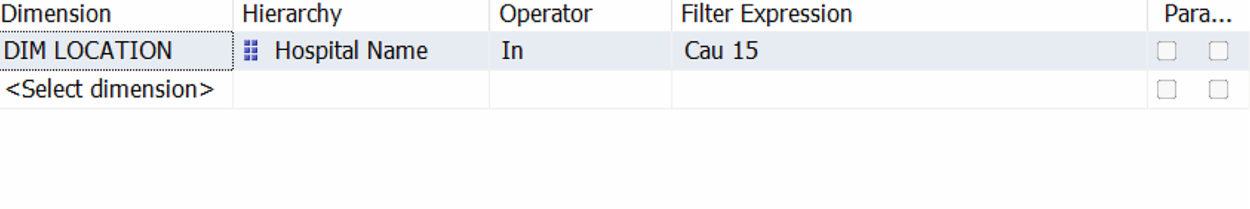 Dimension Hierarchy Operator Filter Expression Para...
DIM LOCATION Hospital Name In Cau 15
<Select dimension>